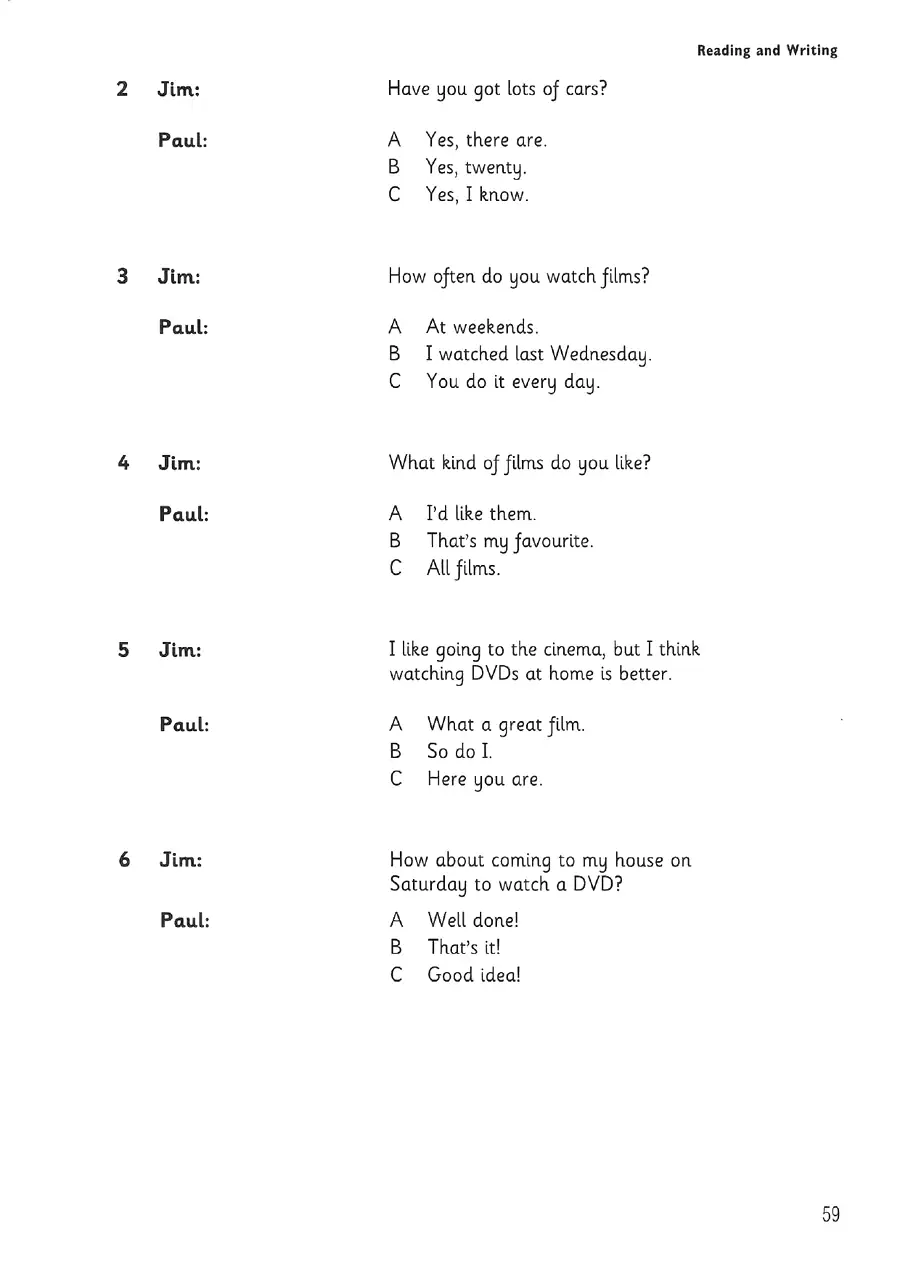 Reading and Writing
2 Jim: Have you got lots of cars?
Paul: A Yes, there are.
B Yes, twenty.
C Yes, I know.
3 Jim: How often do you watch films?
Paul: A At weekends.
B I watched last Wednesday.
C You do it every day.
4 Jim: What kind of films do you like?
Paul: A I'd like them.
B That's my favourite.
C All films.
5 Jim: I like going to the cinema, but I think
watching DVDs at home is better.
Paul: A What a great film.
B So do I.
C Here you are.
6 Jim: How about coming to my house on
Saturday to watch a DVD?
Paul: A Well done!
B That's it!
C Good idea!
59